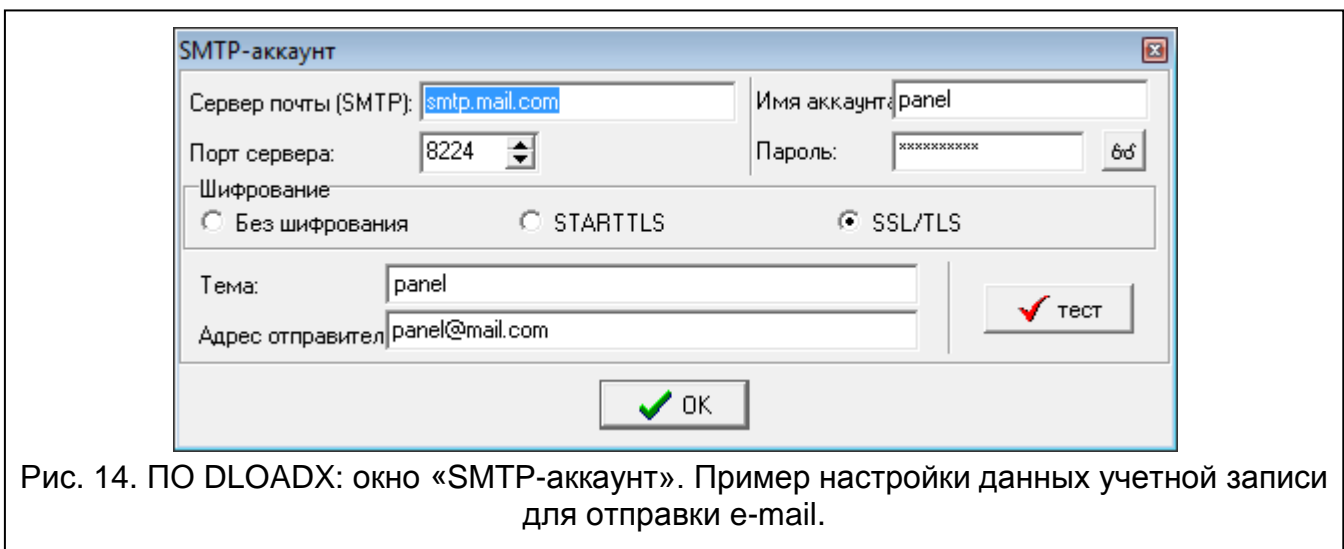 SMTP-аккаунт
Сервер почты (SMTP): smtp.mail.com
Имя аккаунта panel
Порт сервера: 8224
Пароль: **********
Шифрование
Без шифрования STARTTLS SSL/TLS
Тема: panel
тест
Адрес отправител panel@mail.com
OK
Рис. 14. ПО DLOADX: окно «SMTP-аккаунт». Пример настройки данных учетной записи
для отправки e-mail.